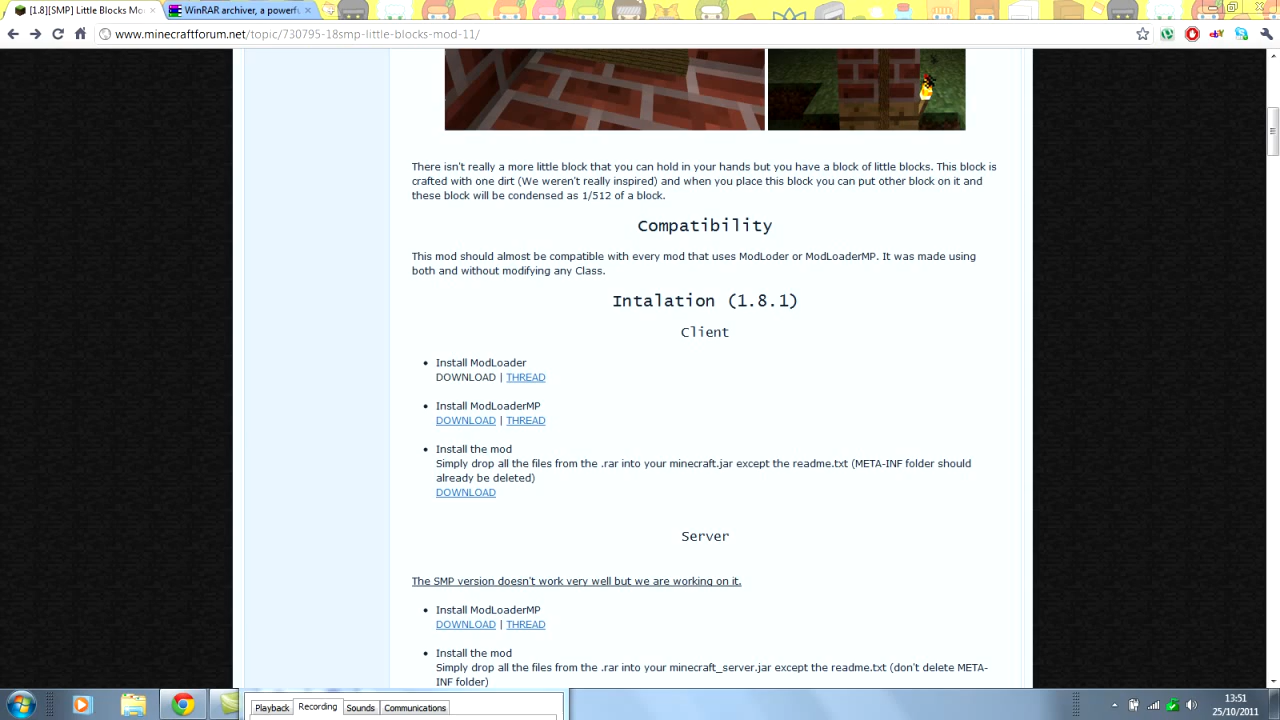 [1.8][SMP] Little Blocks Mo
WinRAR archiver, a powerfu
www.minecraftforum.net/topic/730795-18smp-little-blocks-mod-11/
There isn't really a more little block that you can hold in your hands but you have a block of little blocks. This block is
crafted with one dirt (We weren't really inspired) and when you place this block you can put other block on it and
these block will be condensed as 1/512 of a block.
Compatibility
This mod should almost be compatible with every mod that uses ModLoder or ModLoaderMP. It was made using
both and without modifying any Class.
Intalation (1.8.1)
Client
Install ModLoader
DOWNLOAD | THREAD
Install ModLoaderMP
DOWNLOAD | THREAD
Install the mod
Simply drop all the files from the .rar into your minecraft.jar except the readme.txt (META-INF folder should
already be deleted)
DOWNLOAD
Server
The SMP version doesn't work very well but we are working on it.
Install ModLoaderMP
DOWNLOAD | THREAD
Install the mod
Simply drop all the files from the .rar into your minecraft_server.jar except the readme.txt (don't delete META-
INF folder)
Playback Recording Sounds Communications
13:51
25/10/2011